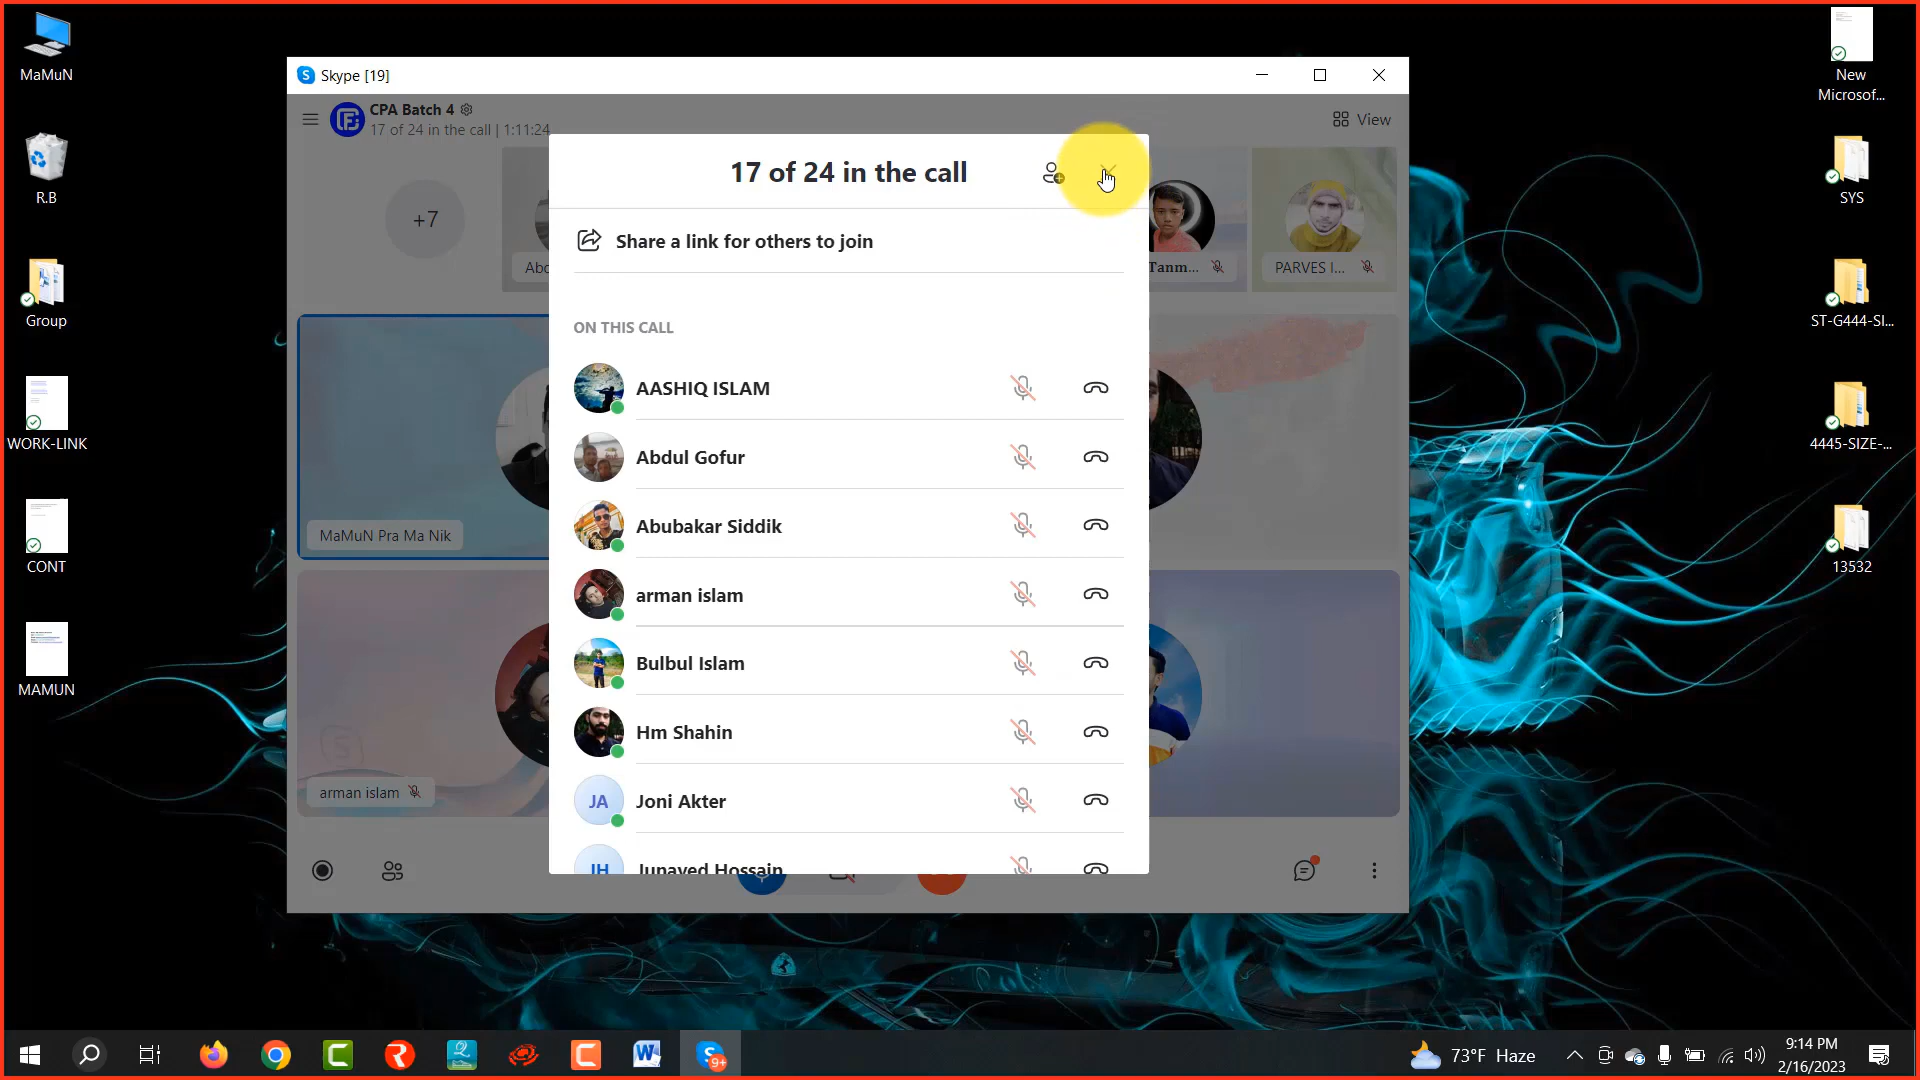 MaMuN
R.B
Group
WORK-LINK
CONT
MAMUN
Skype [19]
CPA Batch 4
17 of 24 in the call | 1:11:24
View
+7
Tanm...
PARVES I...
MaMuN Pra Ma Nik
arman islam
17 of 24 in the call
Share a link for others to join
ON THIS CALL
AASHIQ ISLAM
Abdul Gofur
Abubakar Siddik
arman islam
Bulbul Islam
Hm Shahin
JA
Joni Akter
JH
Junayed Hossain
New
Microsof...
SYS
ST-G444-SI...
4445-SIZE-...
13532
9+
73°F Haze
9:14 PM
2/16/2023